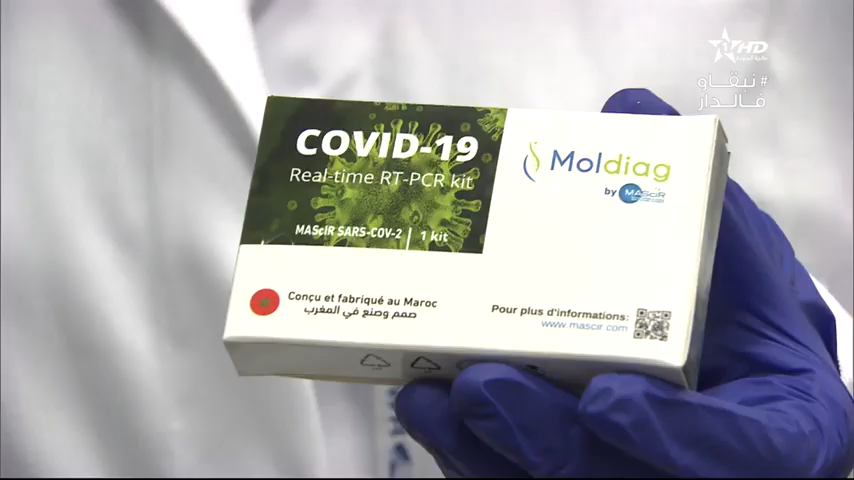 HD
#نبقاو
فالدار
COVID-19
Real-time RT-PCR kit
MAScIR SARS-COV-2 | 1 kit
Moldiag
by MAScIR
Conçu et fabriqué au Maroc
صمم وصنع في المغرب
Pour plus d'informations:
www.mascir.com